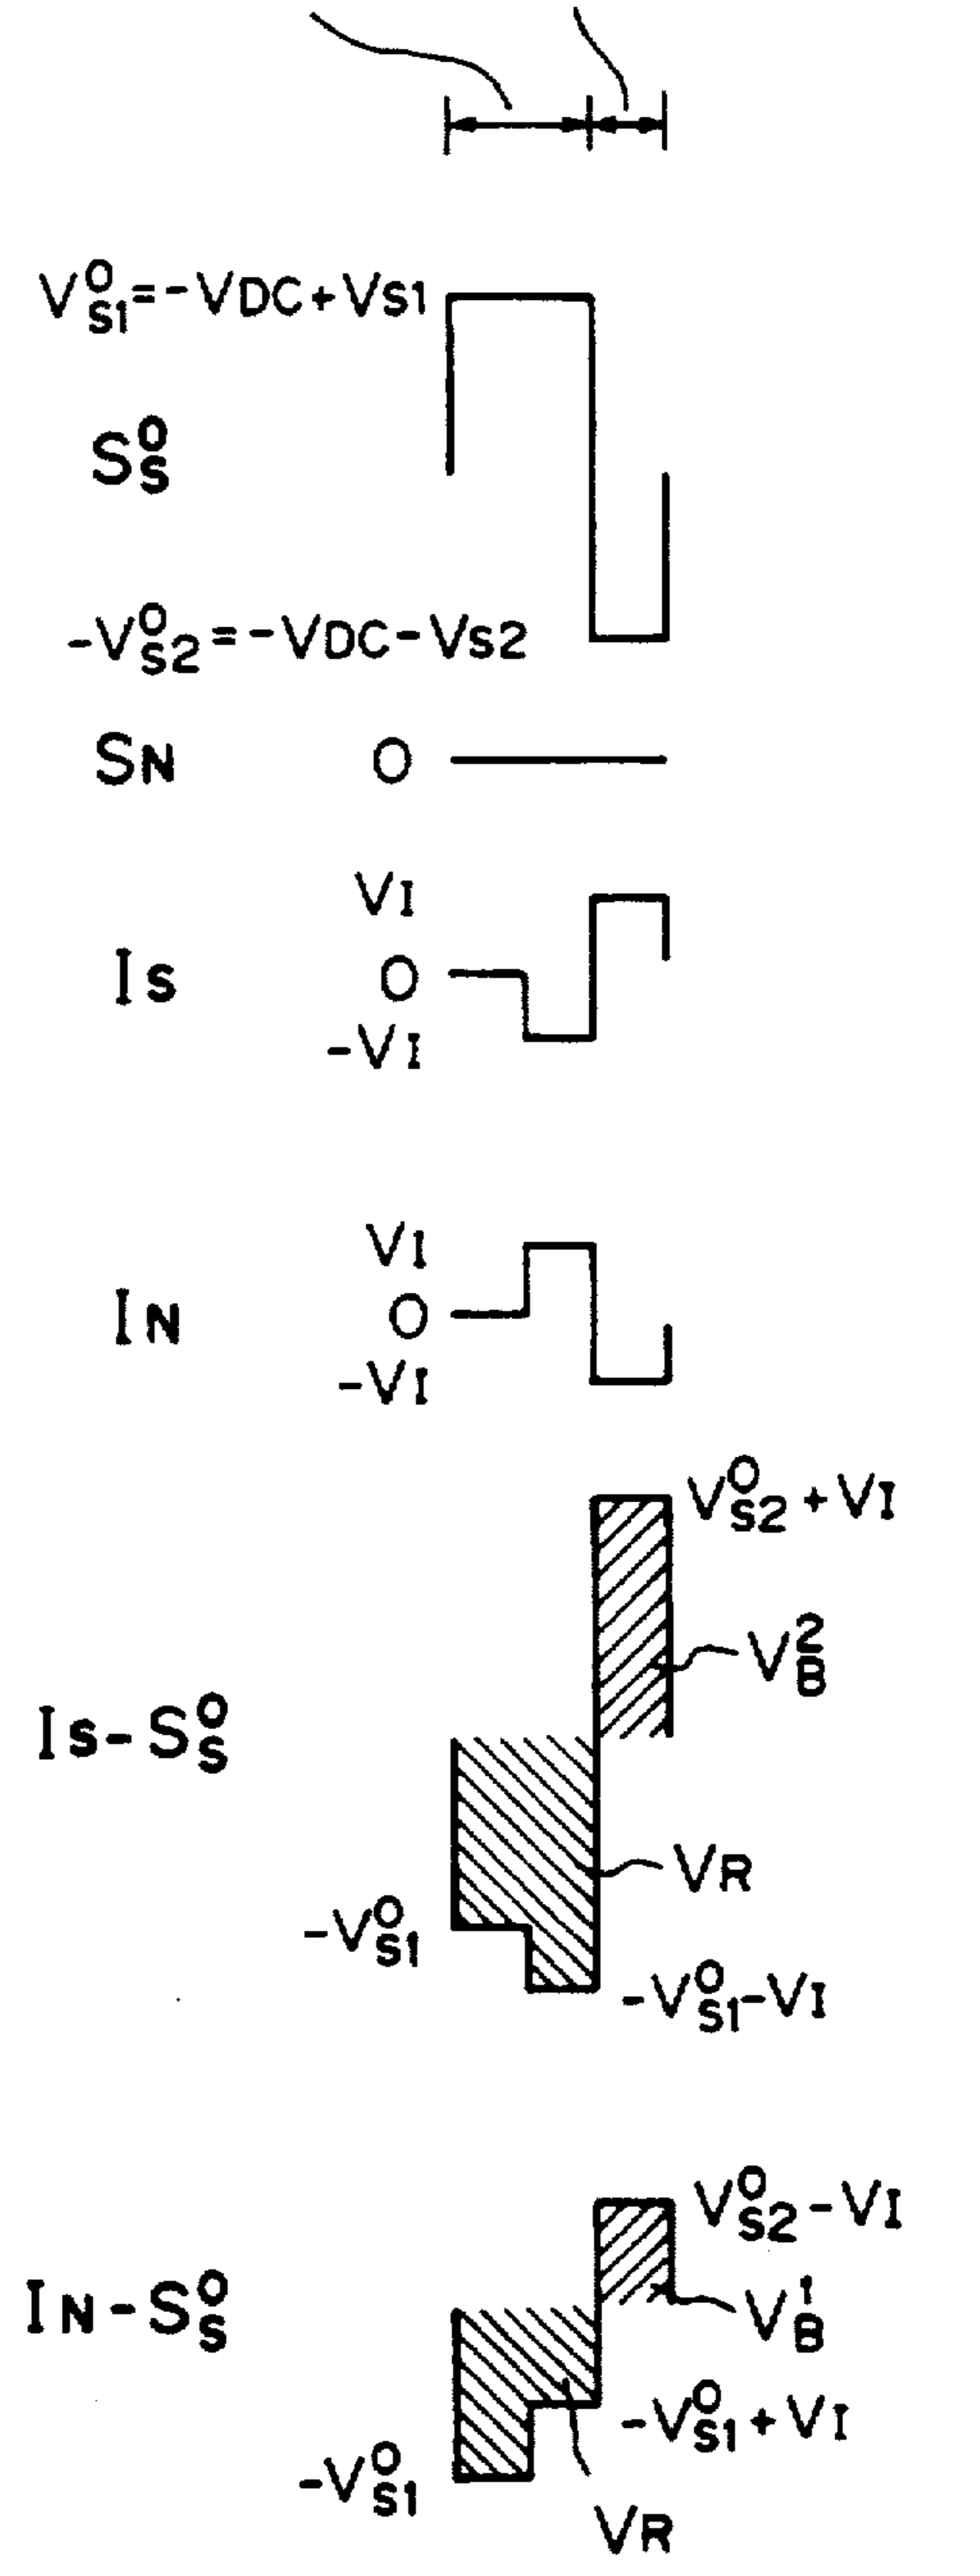 V⁰S1=-VDC+VS1
S⁰S
-V⁰S2=-VDC-VS2
SN 0
VI
IS 0
-VI
VI
IN 0
-VI
V⁰S2+VI
V²B
IS-S⁰S
VR
-V⁰S1
-V⁰S1-VI
V⁰S2-VI
IN-S⁰S
V¹B
-V⁰S1+VI
-V⁰S1
VR